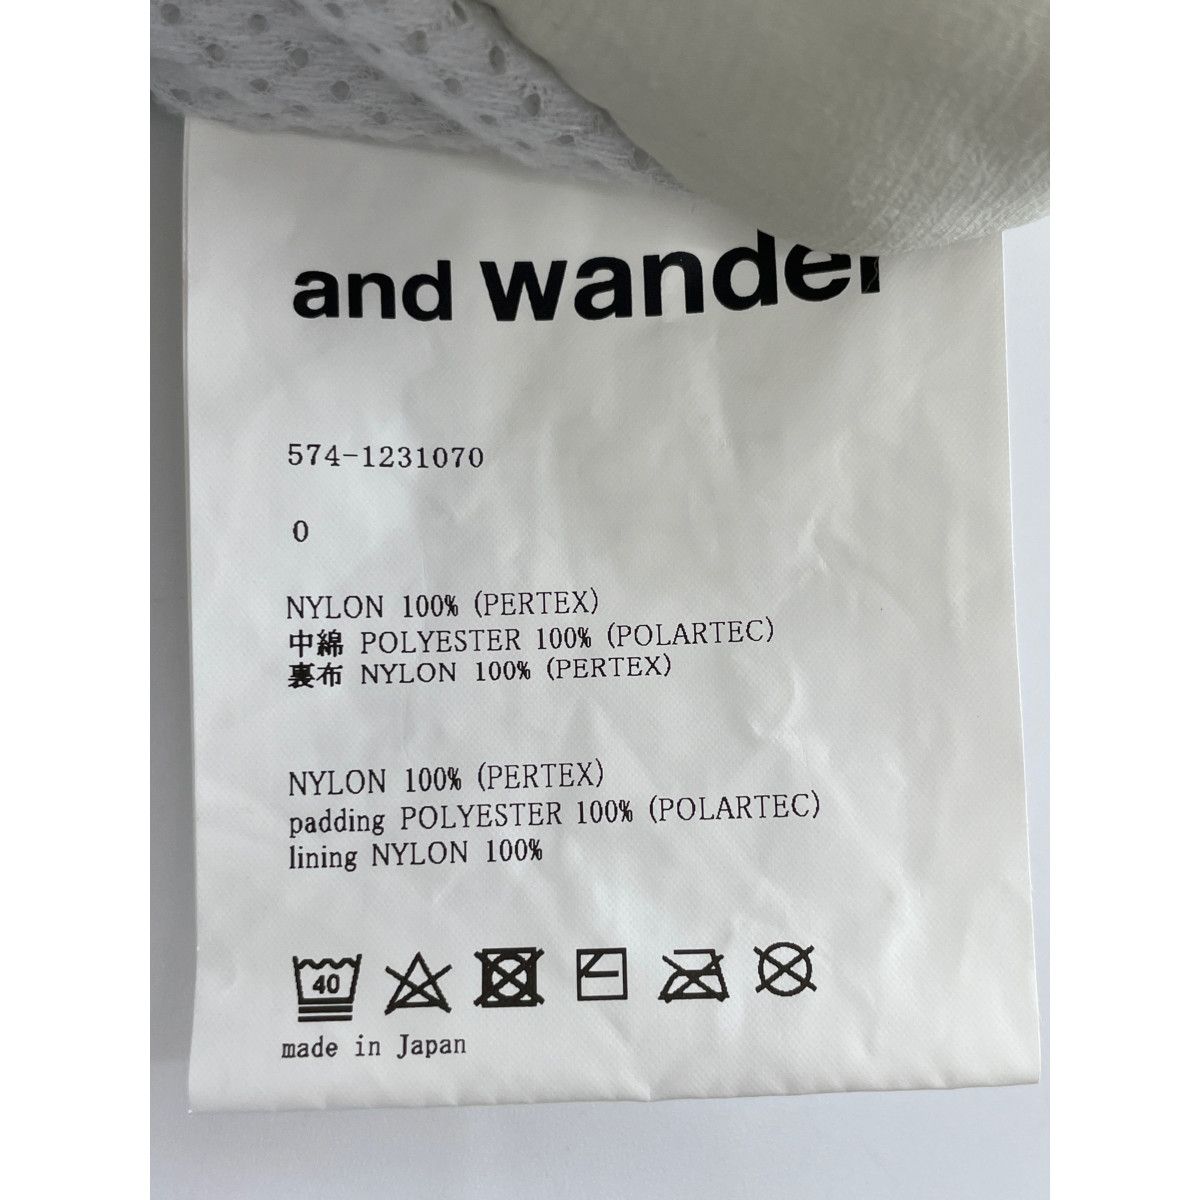 and wander
574-1231070
0
NYLON 100% (PERTEX)
中綿 POLYESTER 100% (POLARTEC)
裏布 NYLON 100% (PERTEX)
NYLON 100% (PERTEX)
padding POLYESTER 100% (POLARTEC)
lining NYLON 100%
40
made in Japan